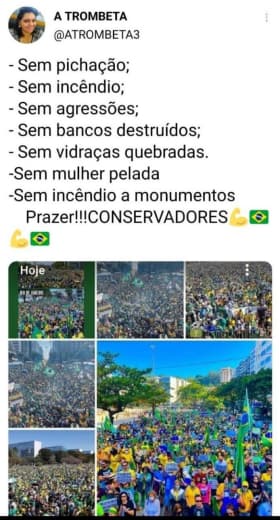 A TROMBETA
@ATROMBETA3
- Sem pichação;
- Sem incêndio;
- Sem agressões;
- Sem bancos destruídos;
- Sem vidraças quebradas.
-Sem mulher pelada
-Sem incêndio a monumentos
Prazer!!!CONSERVADORES💪🇧🇷
💪🇧🇷
Hoje